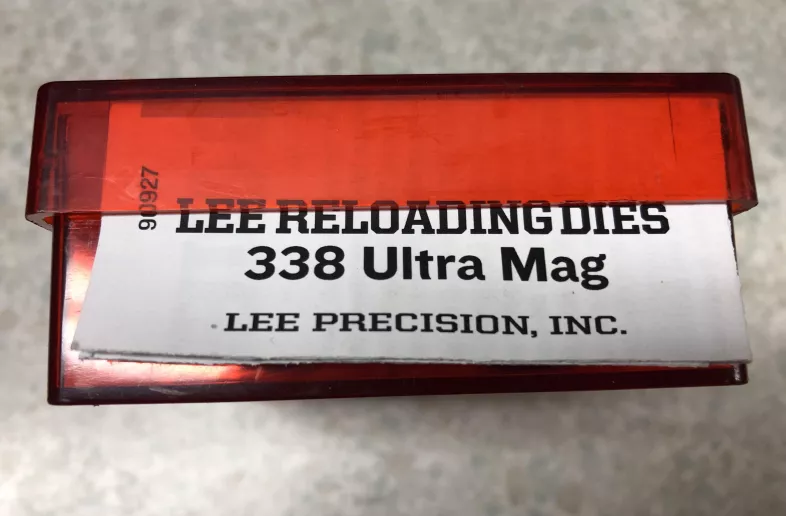 90927
LEE RELOADING DIES
338 Ultra Mag
LEE PRECISION, INC.